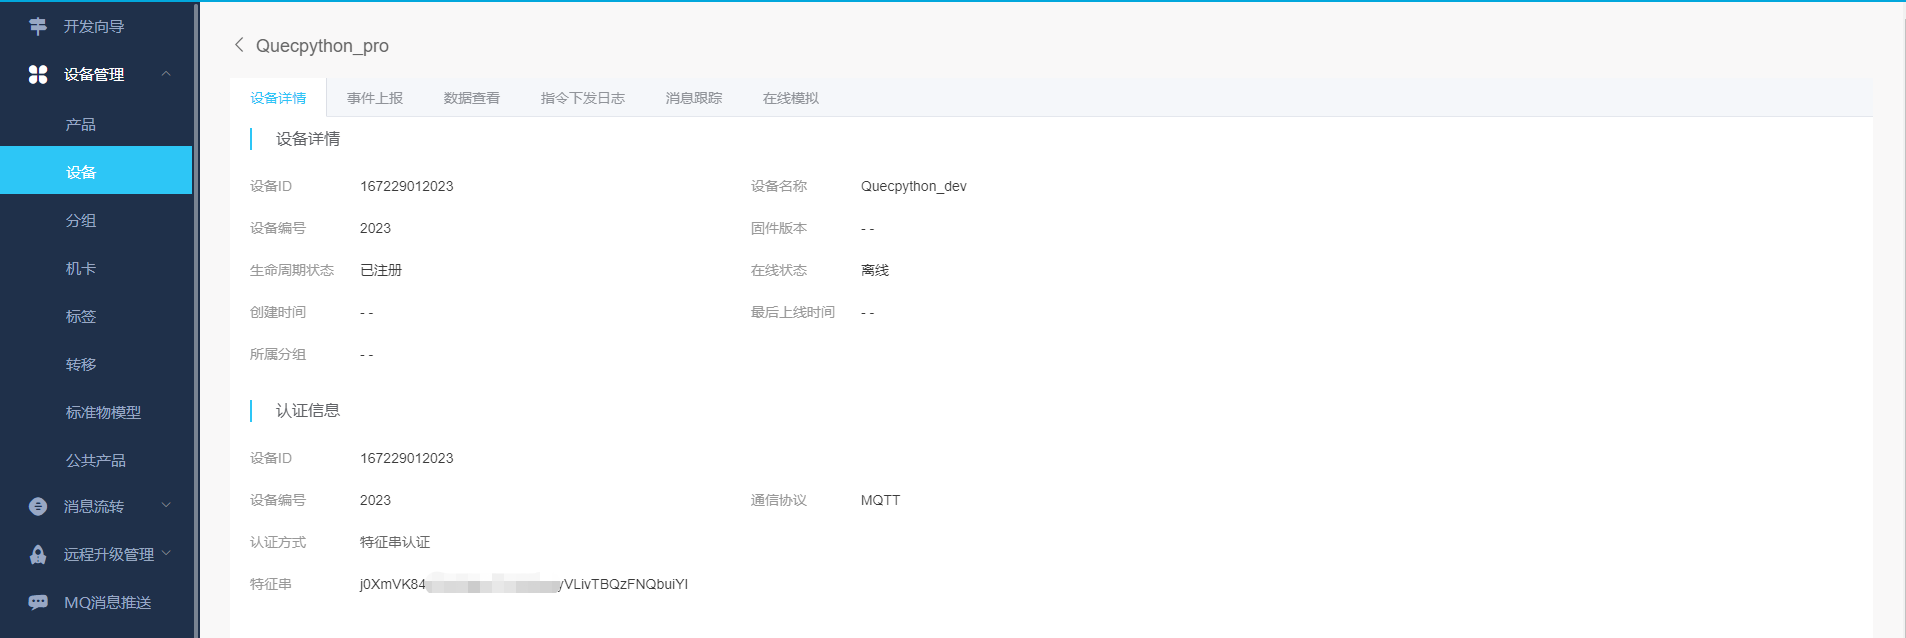 开发向导
设备管理
产品
设备
分组
机卡
标签
转移
标准物模型
公共产品
消息流转
远程升级管理
MQ消息推送
Quecpython_pro
设备详情 事件上报 数据查看 指令下发日志 消息跟踪 在线模拟
设备详情
设备ID 167229012023 设备名称 Quecpython_dev
设备编号 2023 固件版本 - -
生命周期状态 已注册 在线状态 离线
创建时间 - - 最后上线时间 - -
所属分组 - -
认证信息
设备ID 167229012023
设备编号 2023 通信协议 MQTT
认证方式 特征串认证
特征串 j0XmVK84 yVLivTBQzFNQbuiYI